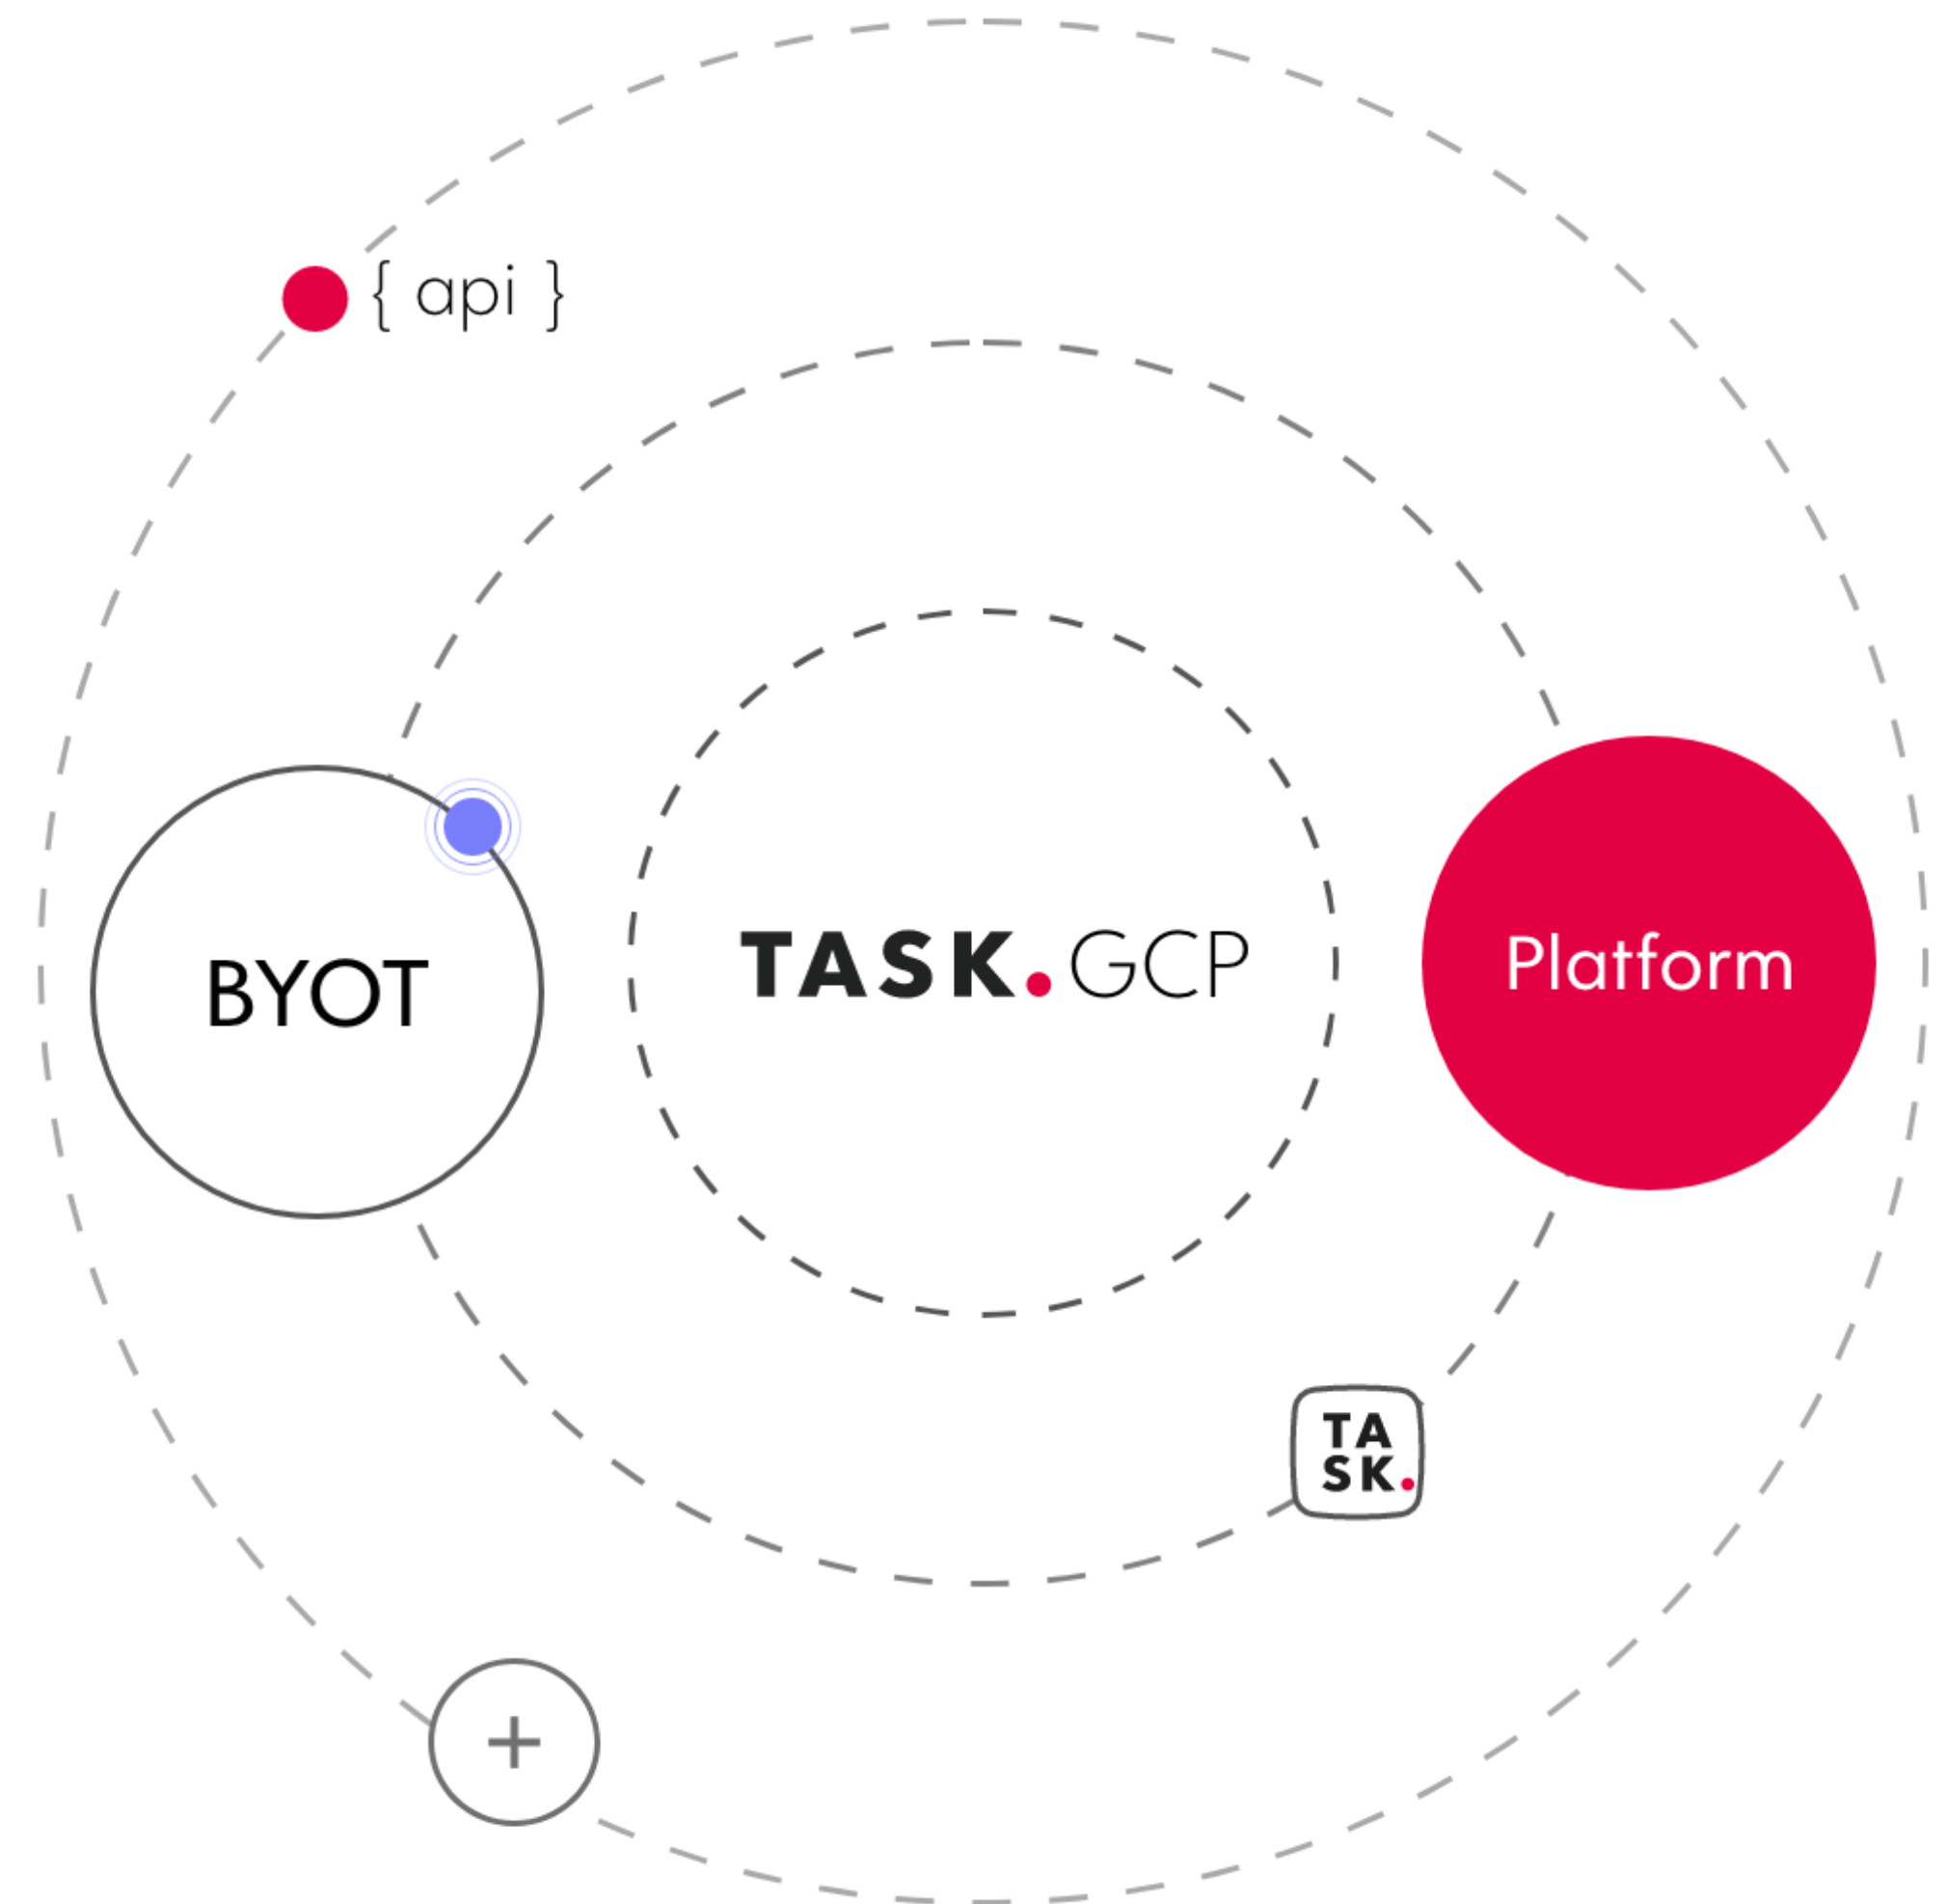 { api }
BYOT
TASK.GCP
Platform
TA
SK.
+